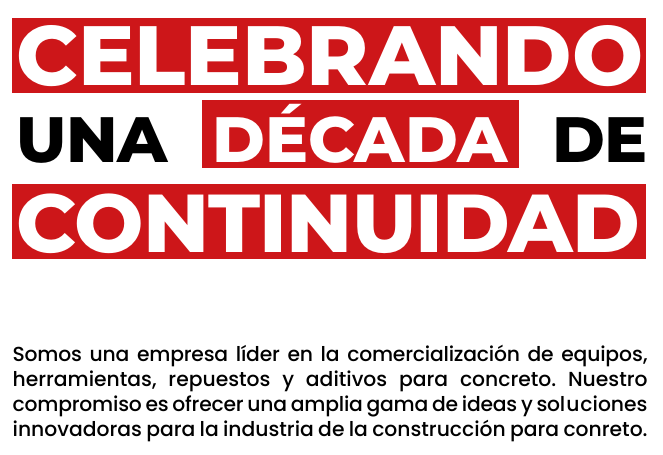 CELEBRANDO
UNA DÉCADA DE
CONTINUIDAD
Somos una empresa líder en la comercialización de equipos,
herramientas, repuestos y aditivos para concreto. Nuestro
compromiso es ofrecer una amplia gama de ideas y soluciones
innovadoras para la industria de la construcción para conreto.